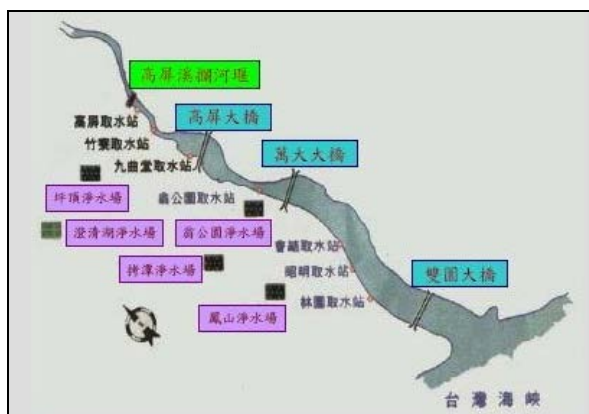 高屏溪攔河堰
高屏大橋
高屏取水站
竹寮取水站
萬大大橋
九曲堂取水站
坪頂淨水場
翁公園取水站
澄清湖淨水場
翁公園淨水場
會結取水站
拷潭淨水場
昭明取水站
雙園大橋
林園取水站
鳳山淨水場
台灣海峽